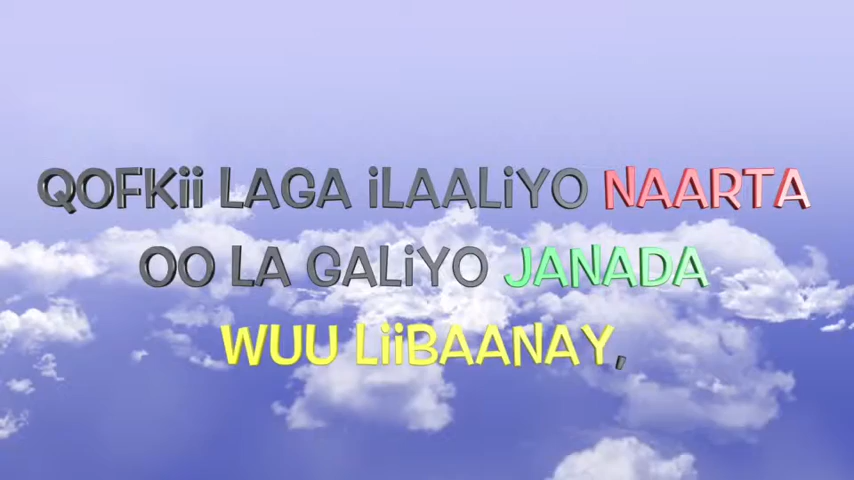 QOFKii LAGA iLAALiYO NAARTA
OO LA GALiYO JANADA
WUU LiiBAANAY,